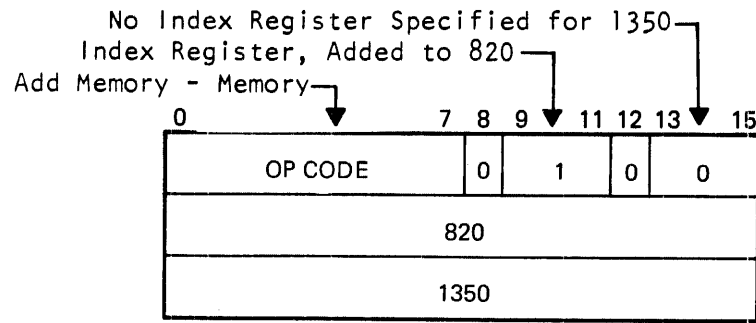 No Index Register Specified for 1350
Index Register, Added to 820
Add Memory - Memory
0 7 8 9 11 12 13 15
OP CODE 0 1 0 0
820
1350